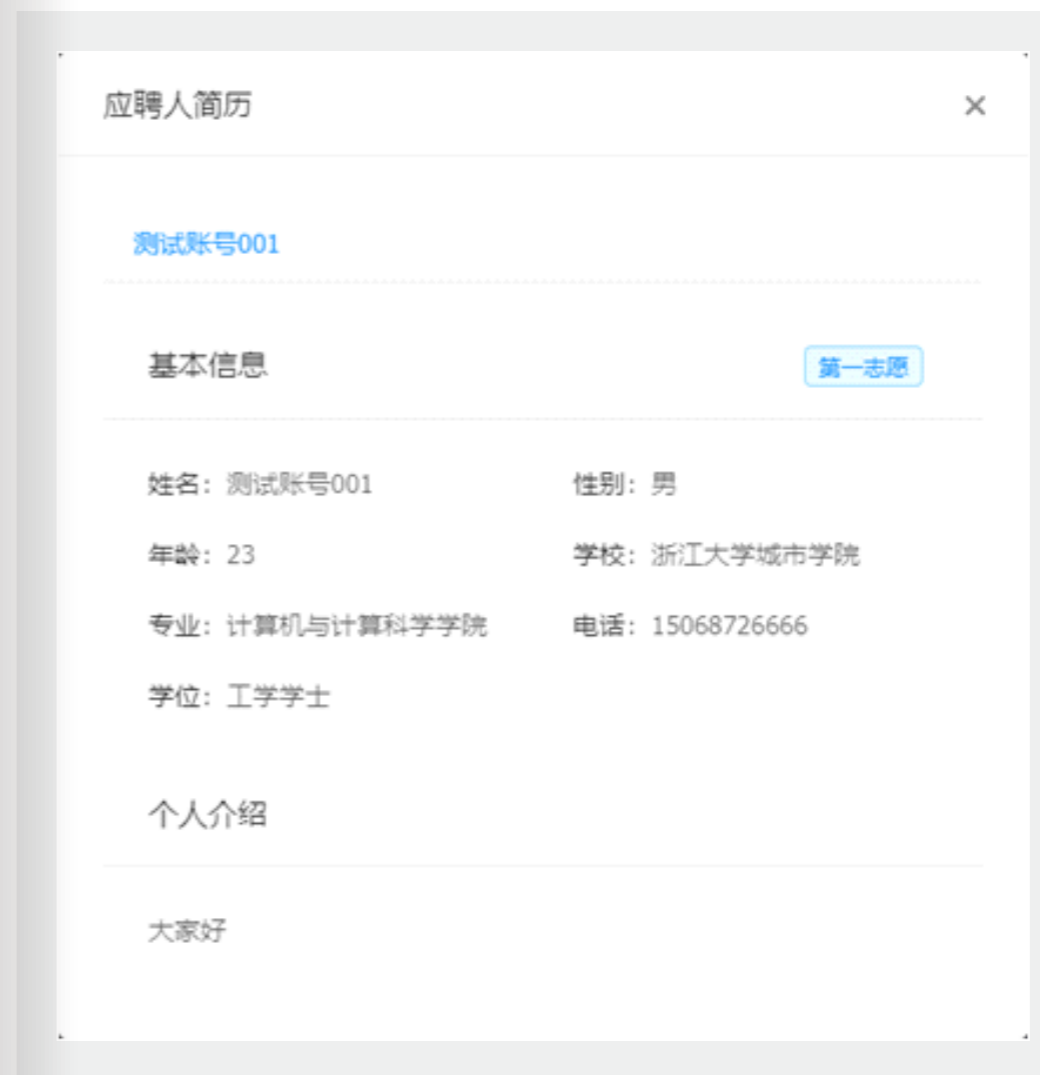 应聘人简历
测试账号001
基本信息 第一志愿
姓名：测试账号001 性别：男
年龄：23 学校：浙江大学城市学院
专业：计算机与计算科学学院 电话：15068726666
学位：工学学士
个人介绍
大家好